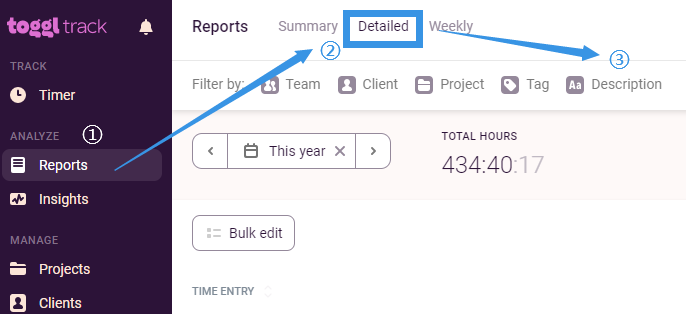 toggl track
Reports Summary Detailed Weekly
②
③
TRACK
Timer
Filter by: Team Client Project Tag Aa Description
ANALYZE ①
Reports
Insights
This year
TOTAL HOURS
434:40:17
MANAGE
Bulk edit
Projects
Clients
TIME ENTRY